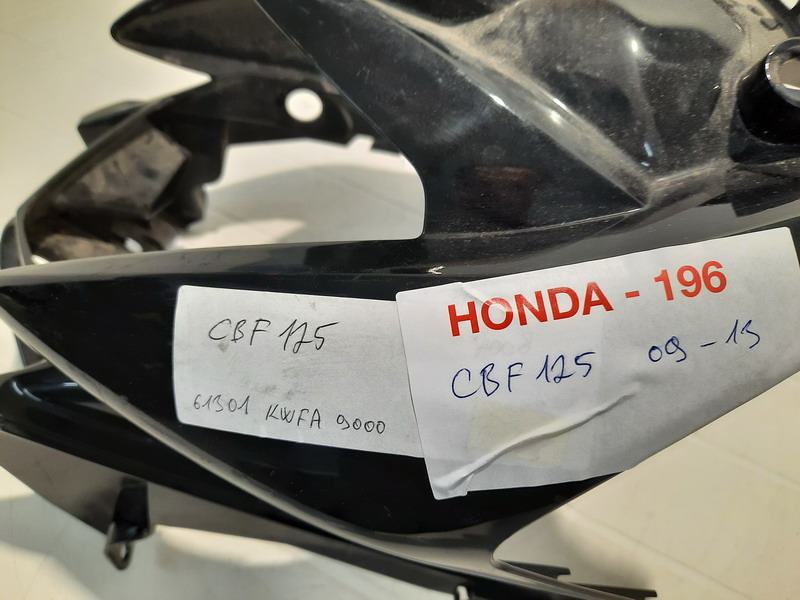 CBF 125
61301 KWFA 9000
HONDA - 196
CBF 125 09-13